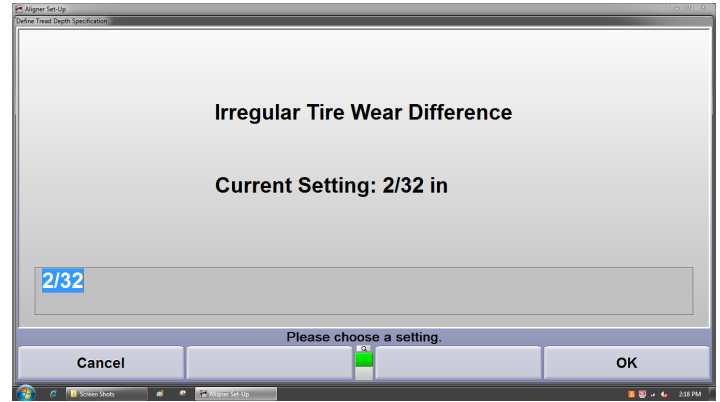 Aligner Set-Up
Define Tread Depth Specification
Irregular Tire Wear Difference
Current Setting: 2/32 in
2/32
Please choose a setting.
Cancel
OK
Screen Shots
Aligner Set-Up
2:18 PM